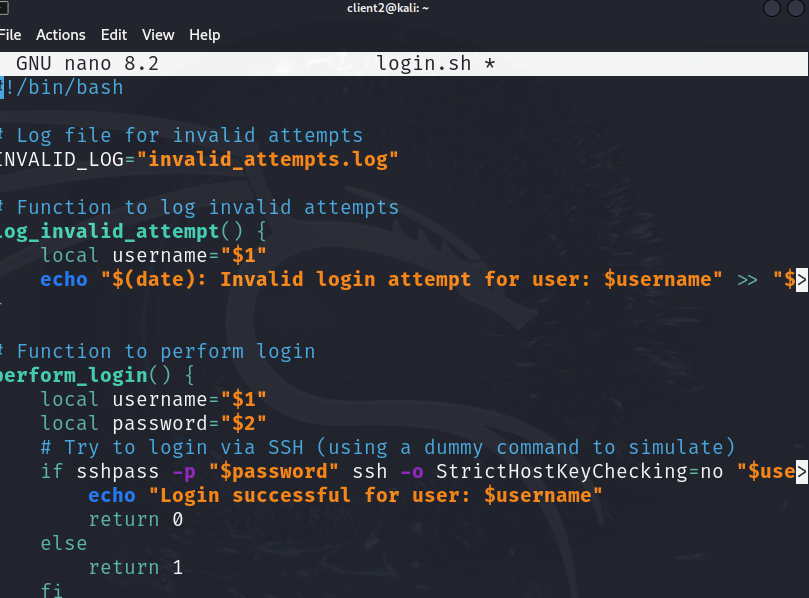 client2@kali: ~
File Actions Edit View Help
GNU nano 8.2 login.sh *
#!/bin/bash
# Log file for invalid attempts
INVALID_LOG="invalid_attempts.log"
# Function to log invalid attempts
log_invalid_attempt() {
    local username="$1"
    echo "$(date): Invalid login attempt for user: $username" >> "$>
}
# Function to perform login
perform_login() {
    local username="$1"
    local password="$2"
    # Try to login via SSH (using a dummy command to simulate)
    if sshpass -p "$password" ssh -o StrictHostKeyChecking=no "$use>
        echo "Login successful for user: $username"
        return 0
    else
        return 1
    fi